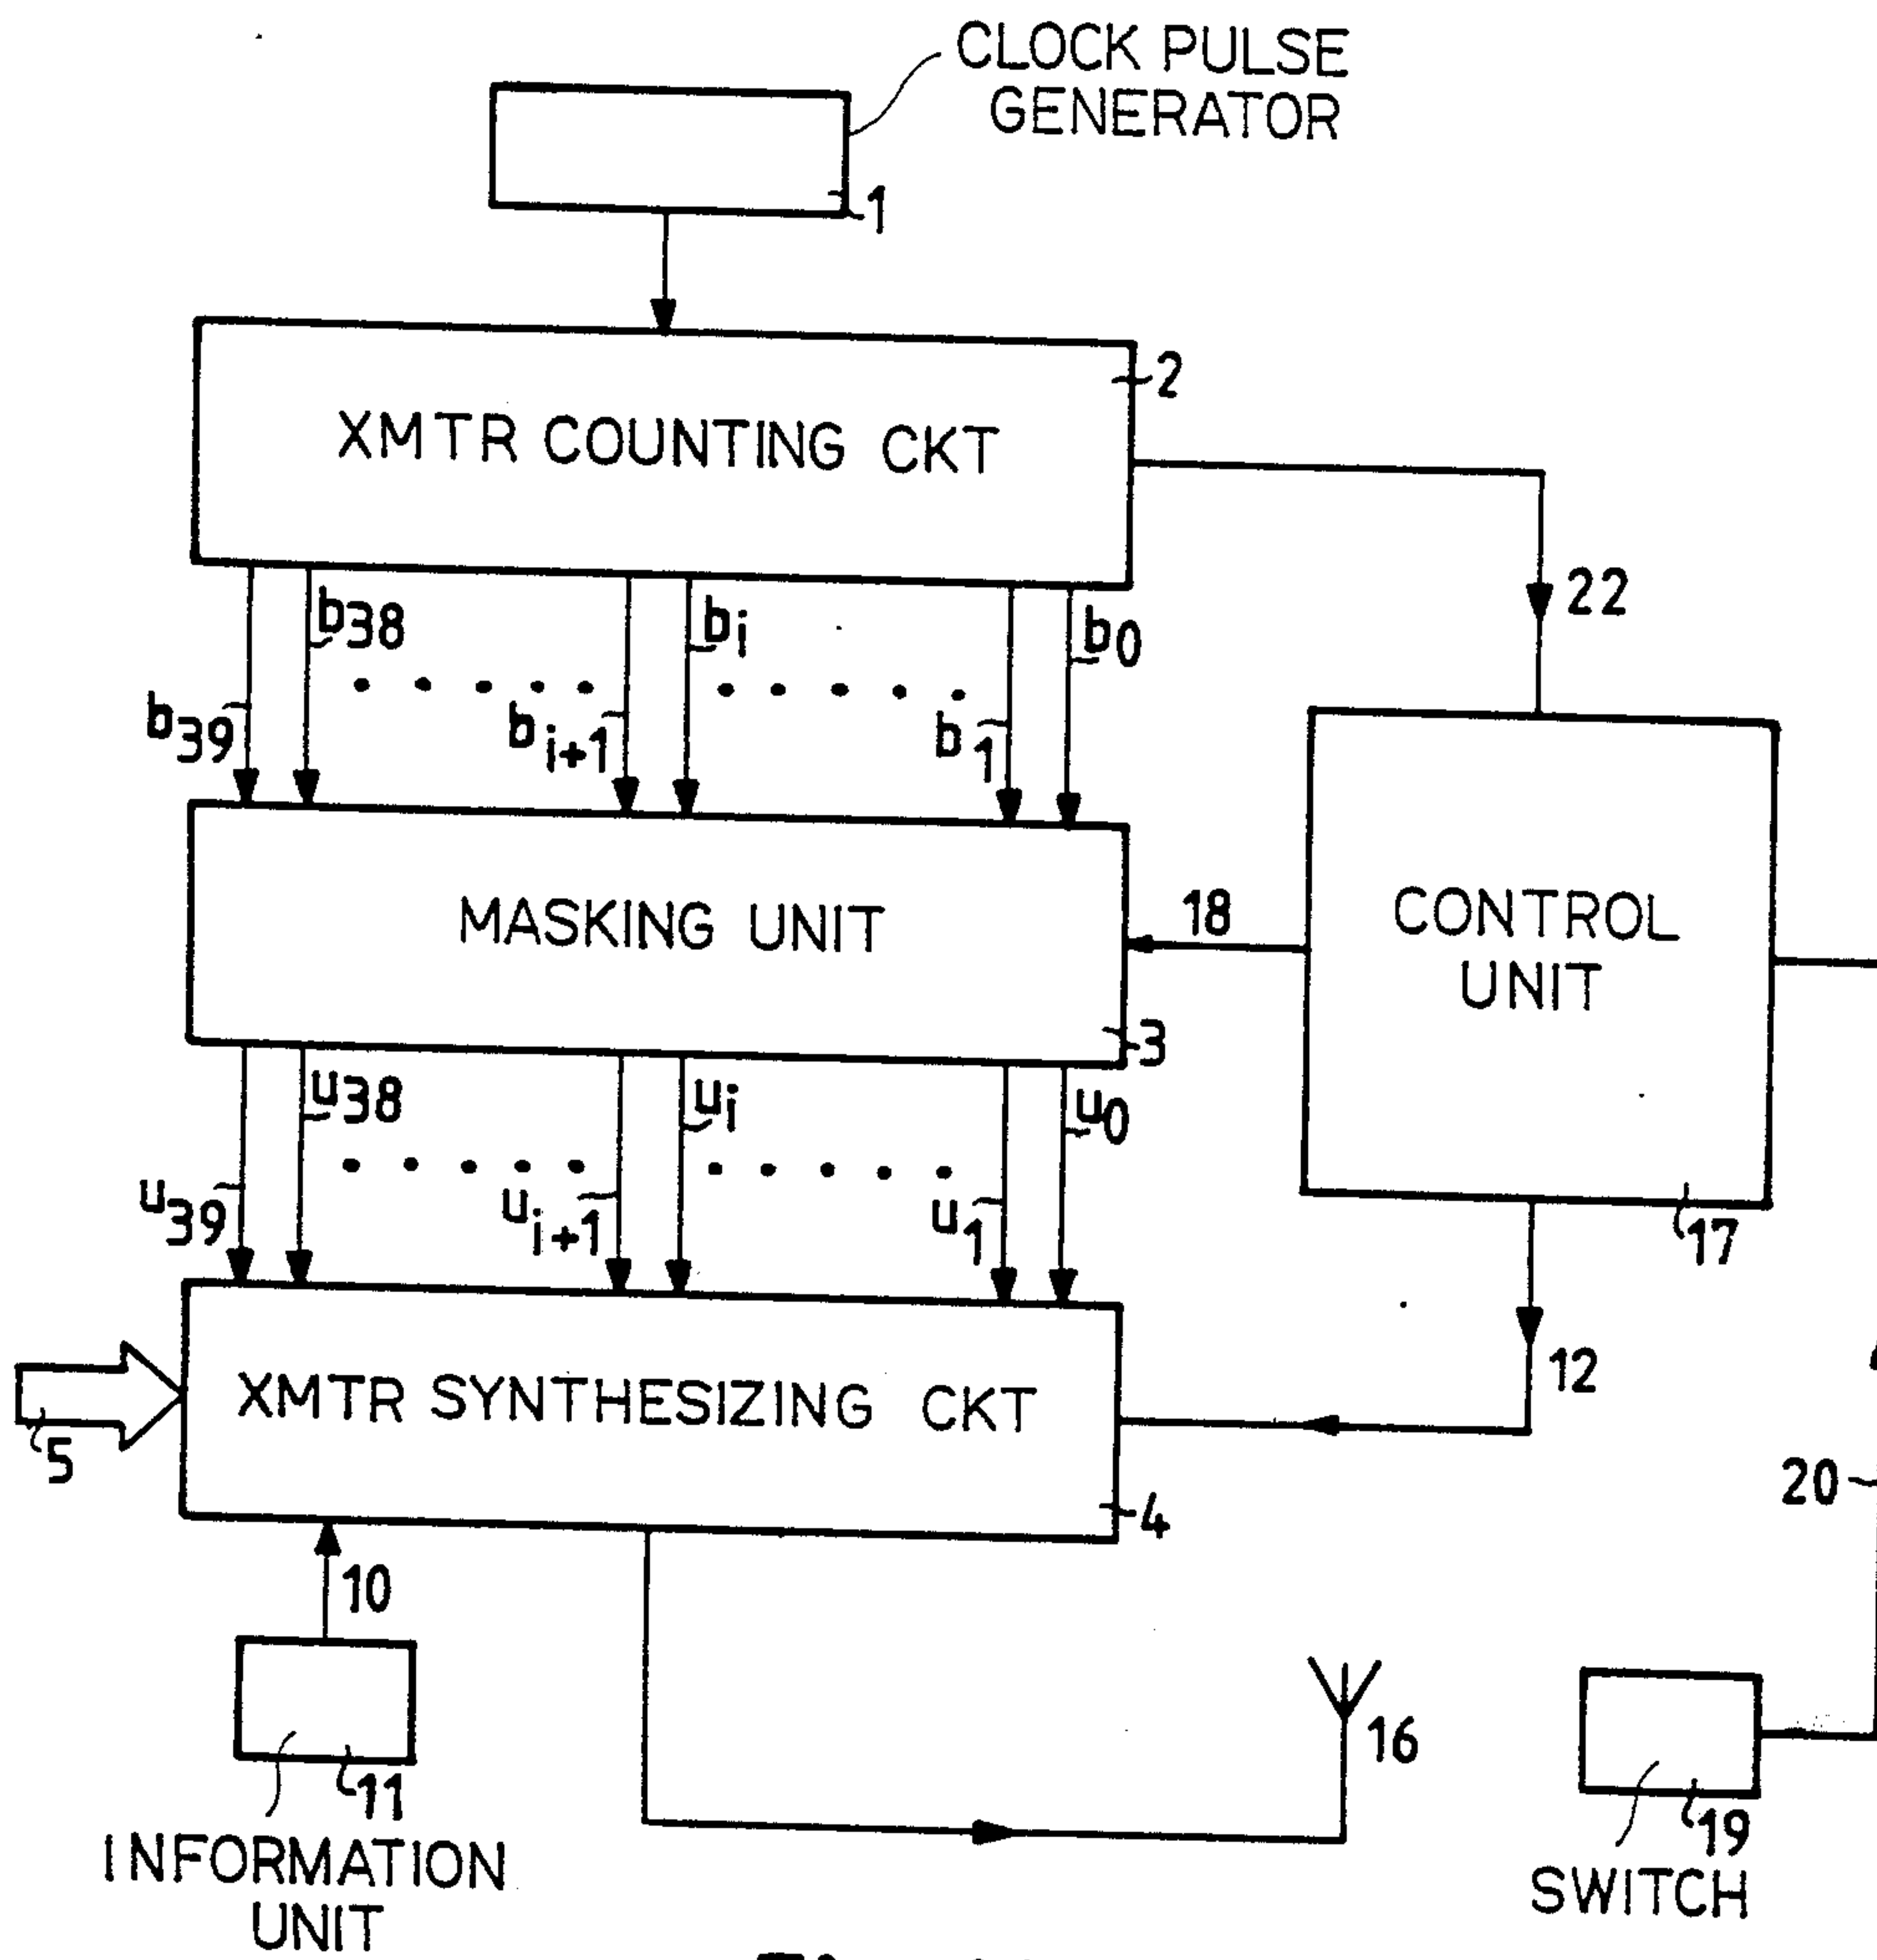 CLOCK PULSE
GENERATOR
1
2
XMTR COUNTING CKT
22
b38
bi
b0
b39
bi+1
b1
18
CONTROL
UNIT
MASKING UNIT
3
u38
ui
u0
u39
ui+1
u1
17
12
XMTR SYNTHESIZING CKT
5
20
4
10
16
11
19
INFORMATION
UNIT
SWITCH